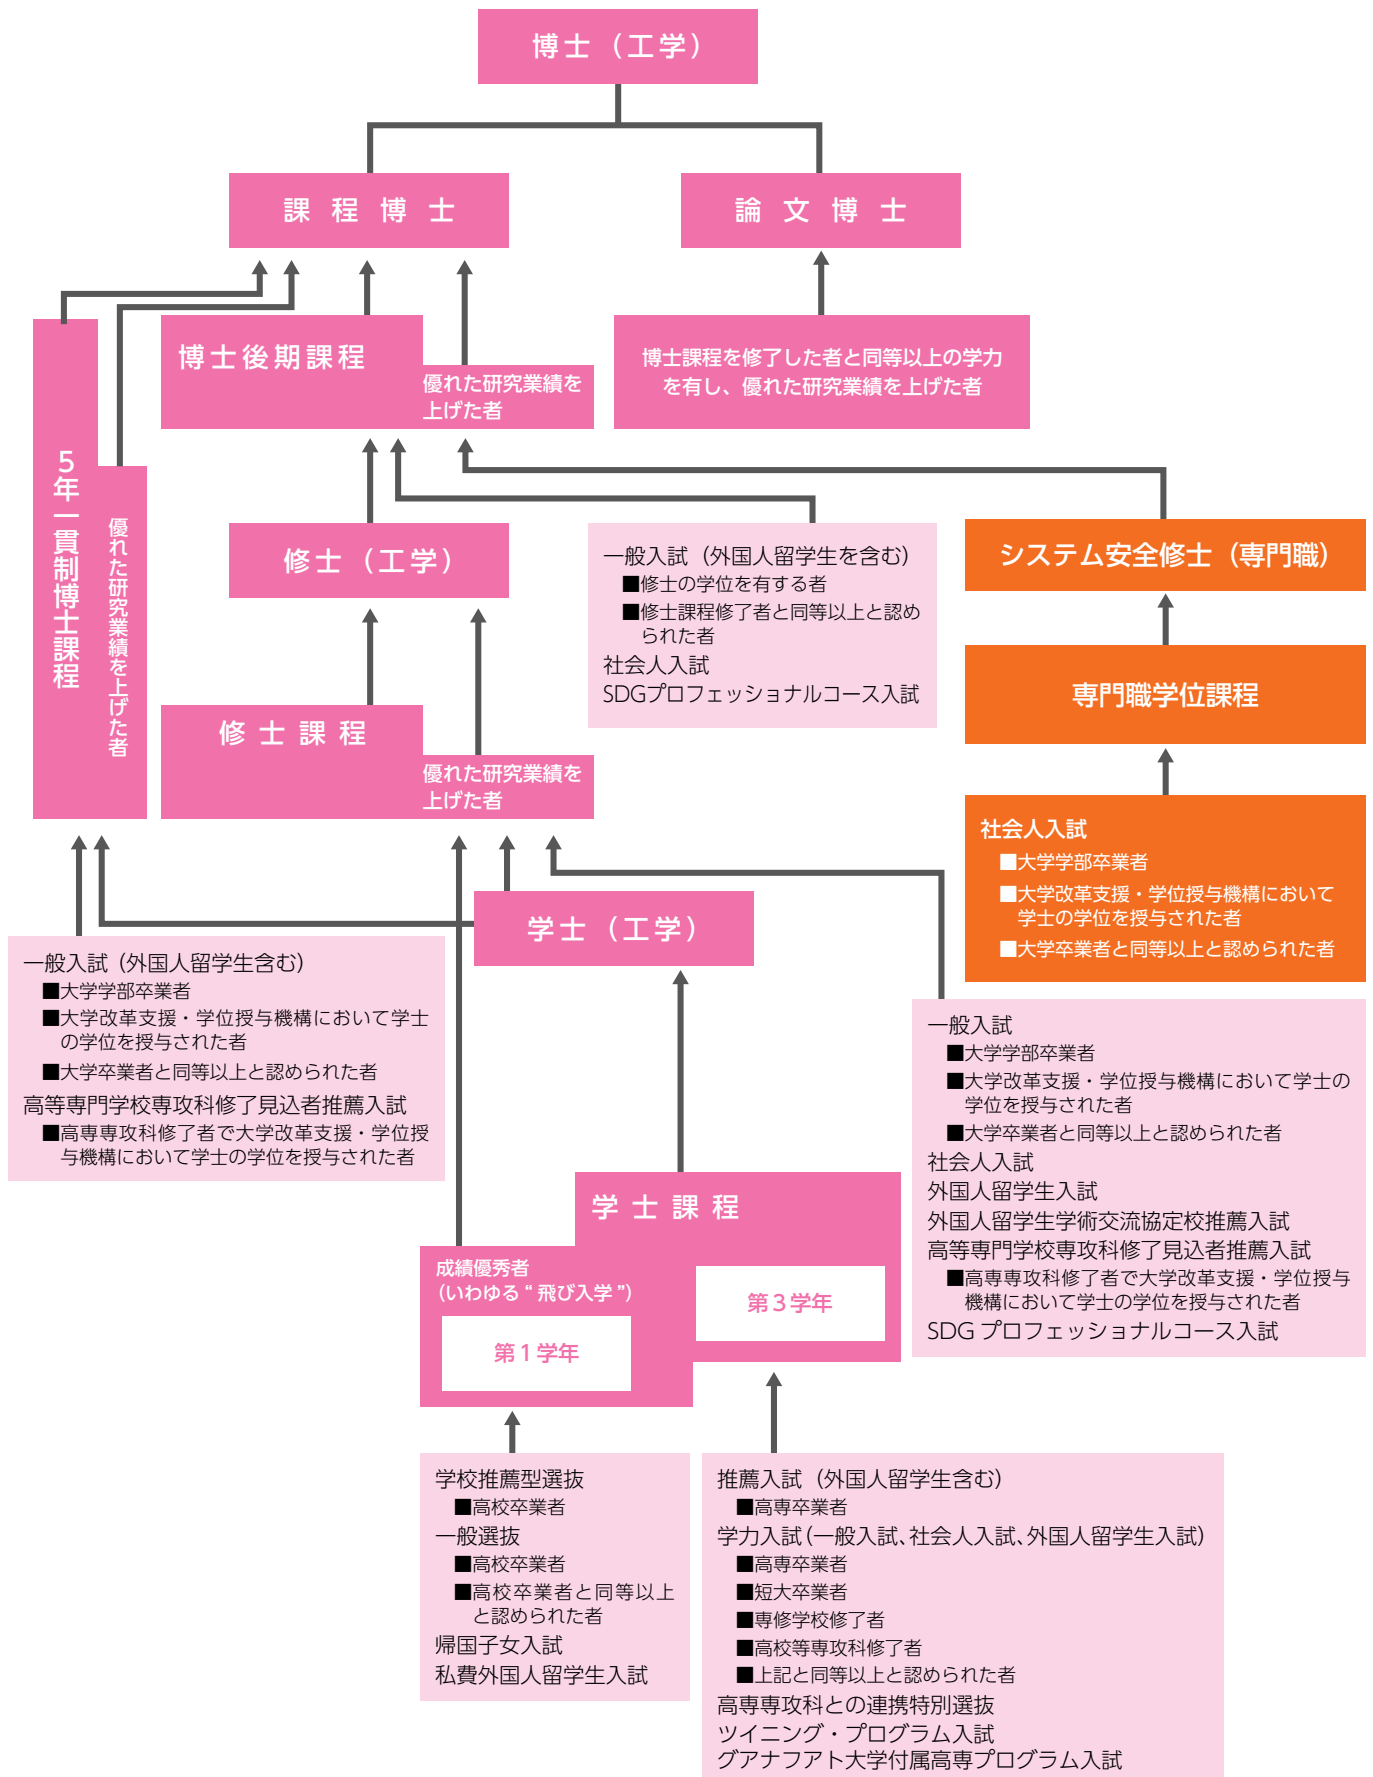 博士（工学）
課程博士
論文博士
博士後期課程
優れた研究業績を
上げた者
博士課程を修了した者と同等以上の学力
を有し、優れた研究業績を上げた者
5年一貫制博士課程
優れた研究業績を上げた者
修士（工学）
一般入試（外国人留学生を含む）
■修士の学位を有する者
■修士課程修了者と同等以上と認め
られた者
社会人入試
SDGプロフェッショナルコース入試
システム安全修士（専門職）
専門職学位課程
修士課程
優れた研究業績を
上げた者
社会人入試
■大学学部卒業者
■大学改革支援・学位授与機構において
学士の学位を授与された者
■大学卒業者と同等以上と認められた者
学士（工学）
一般入試（外国人留学生含む）
■大学学部卒業者
■大学改革支援・学位授与機構において学士
の学位を授与された者
■大学卒業者と同等以上と認められた者
高等専門学校専攻科修了見込者推薦入試
■高専専攻科修了者で大学改革支援・学位授
与機構において学士の学位を授与された者
一般入試
■大学学部卒業者
■大学改革支援・学位授与機構において学士の
学位を授与された者
■大学卒業者と同等以上と認められた者
社会人入試
外国人留学生入試
外国人留学生学術交流協定校推薦入試
高等専門学校専攻科修了見込者推薦入試
■高専専攻科修了者で大学改革支援・学位授与
機構において学士の学位を授与された者
SDG プロフェッショナルコース入試
学士課程
成績優秀者
（いわゆる“飛び入学”）
第1学年
第3学年
学校推薦型選抜
■高校卒業者
一般選抜
■高校卒業者
■高校卒業者と同等以上
と認められた者
帰国子女入試
私費外国人留学生入試
推薦入試（外国人留学生含む）
■高専卒業者
学力入試（一般入試、社会人入試、外国人留学生入試）
■高専卒業者
■短大卒業者
■専修学校修了者
■高校等専攻科修了者
■上記と同等以上と認められた者
高専専攻科との連携特別選抜
ツイニング・プログラム入試
グアナファト大学付属高専プログラム入試